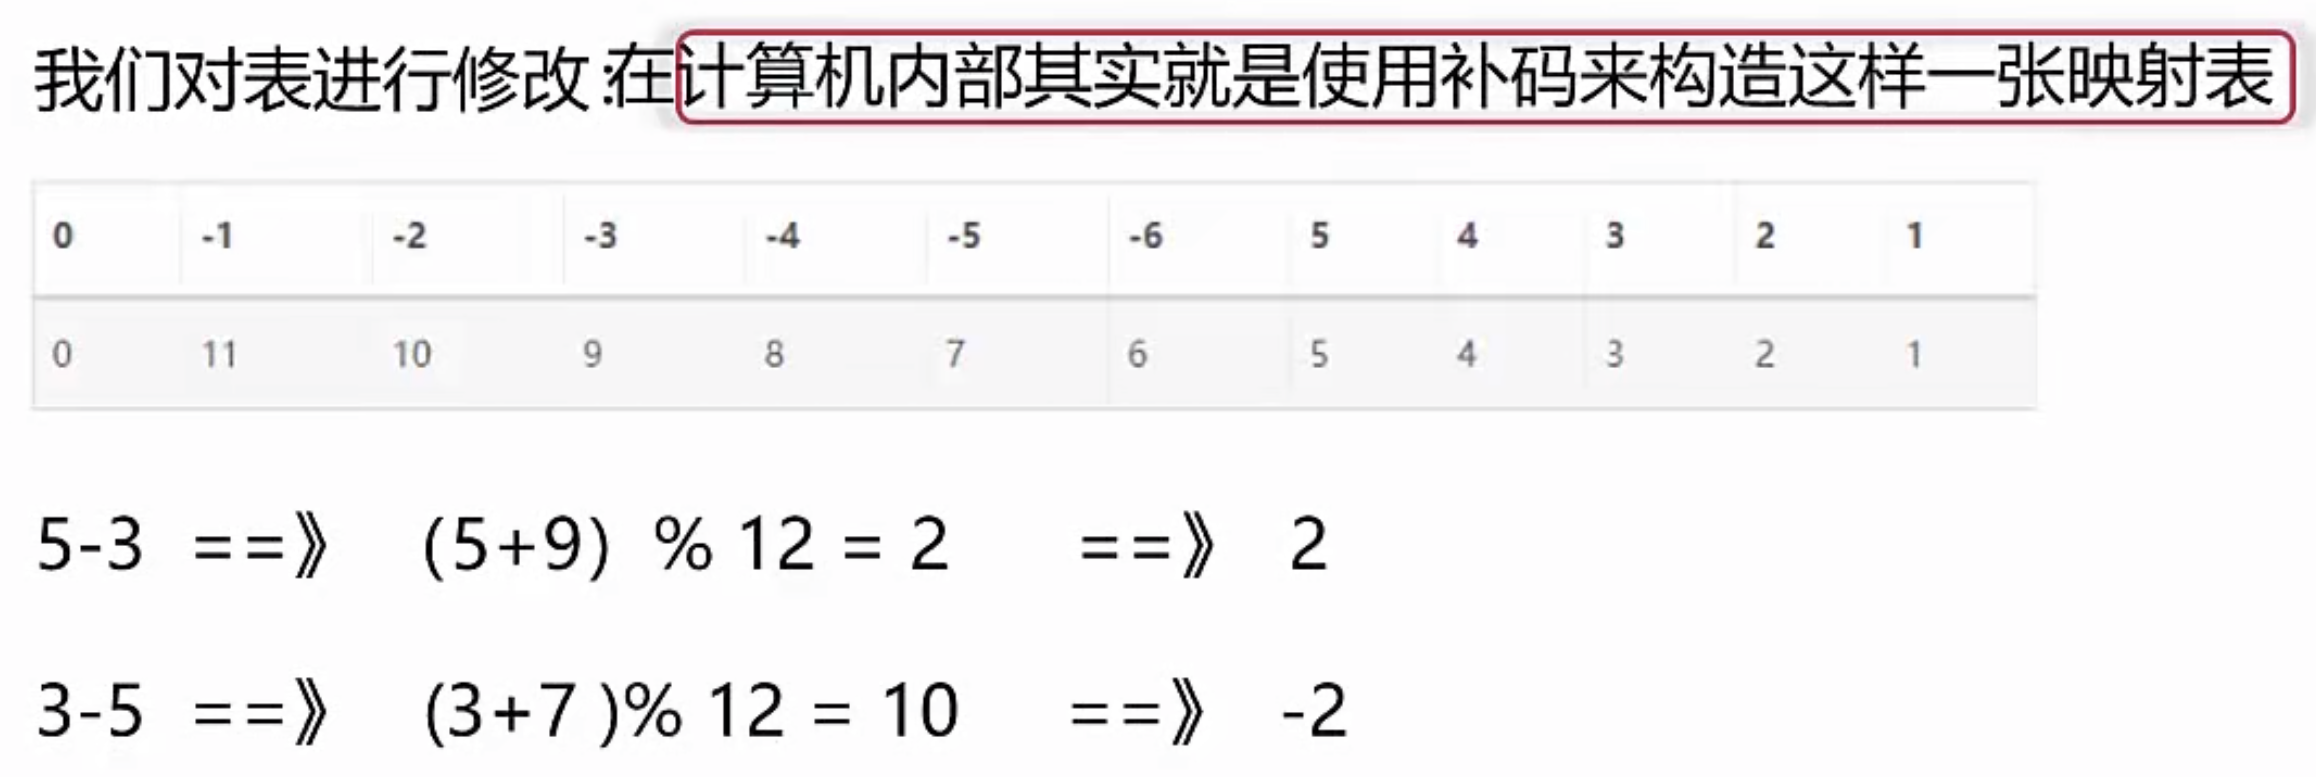 我们对表进行修改:在计算机内部其实就是使用补码来构造这样一张映射表
0 -1 -2 -3 -4 -5 -6 5 4 3 2 1
0 11 10 9 8 7 6 5 4 3 2 1
5-3 ==》 (5+9) % 12 = 2 ==》 2
3-5 ==》 (3+7 )% 12 = 10 ==》 -2